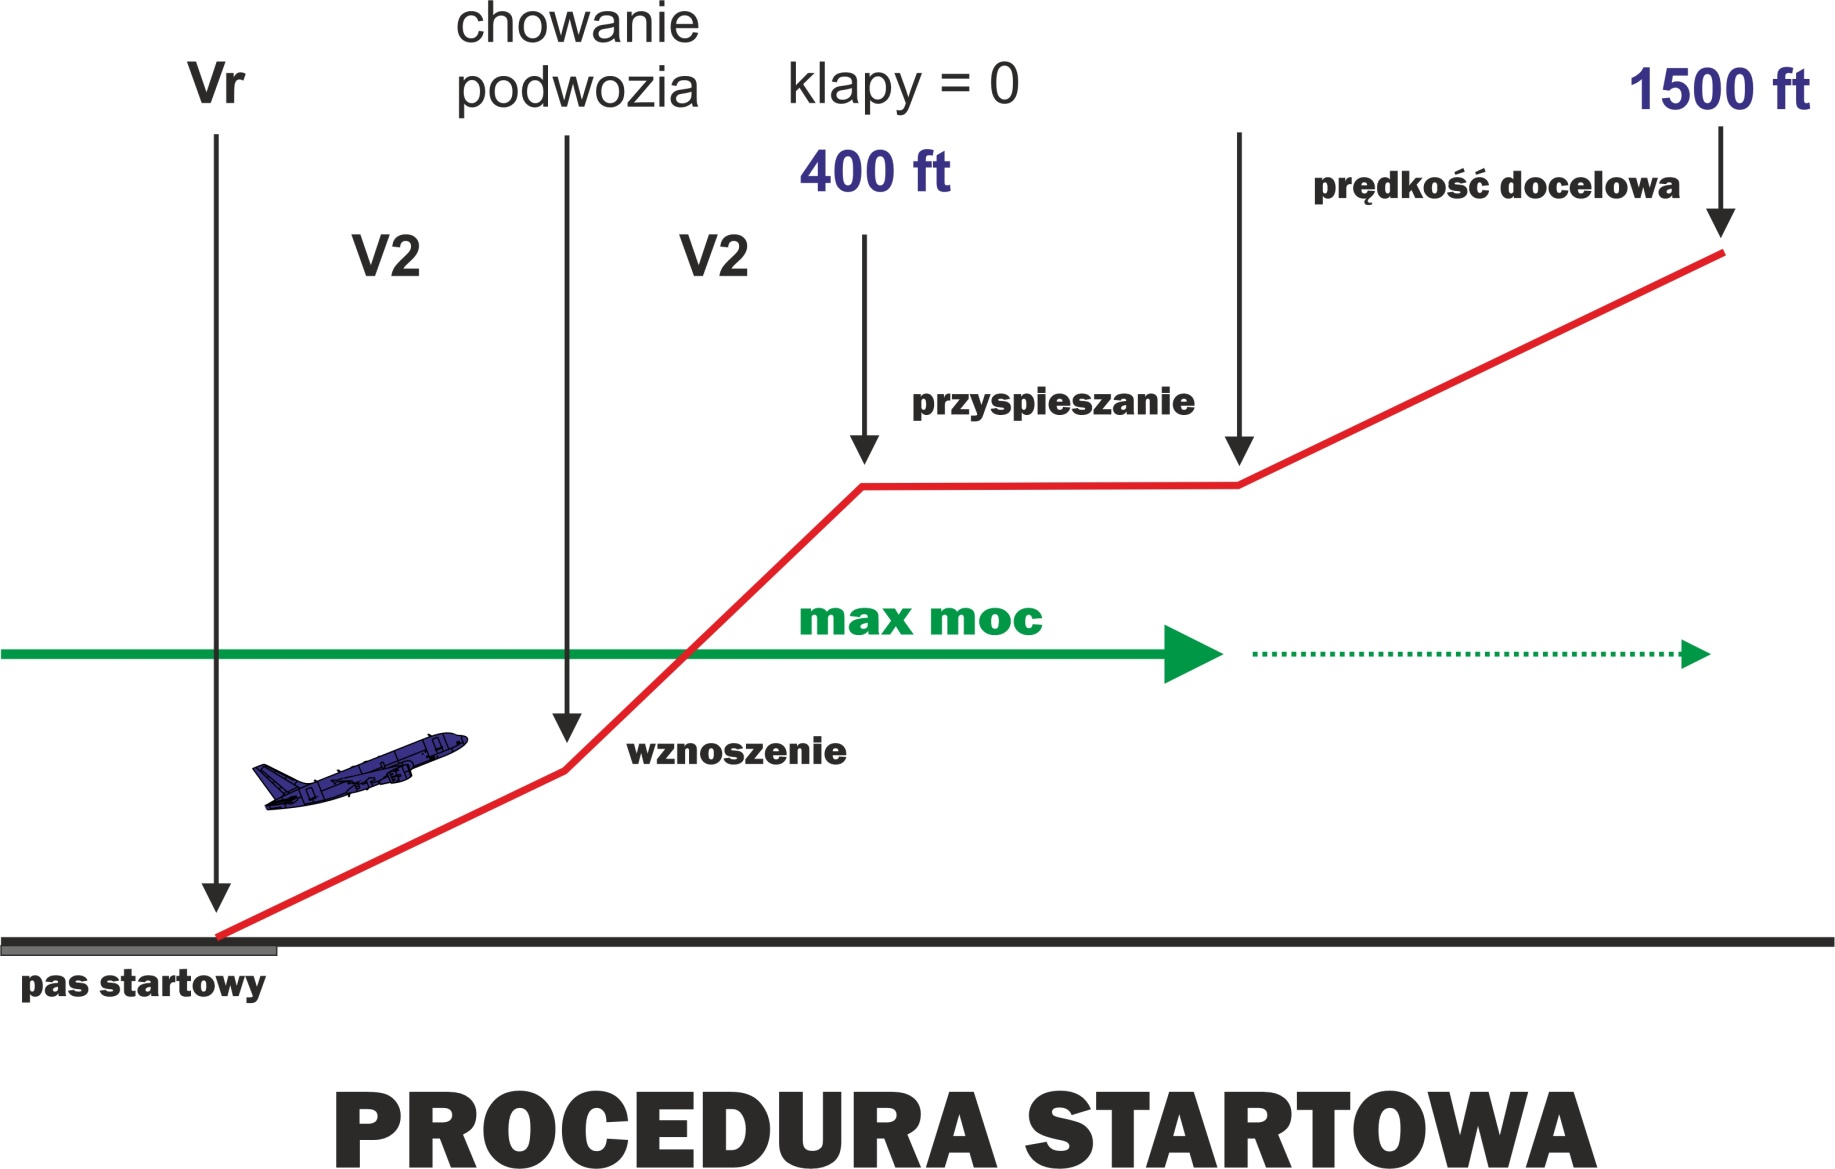 Vr
chowanie
podwozia
klapy = 0
400 ft
1500 ft
prędkość docelowa
V2
V2
przyspieszanie
max moc
wznoszenie
pas startowy
PROCEDURA STARTOWA